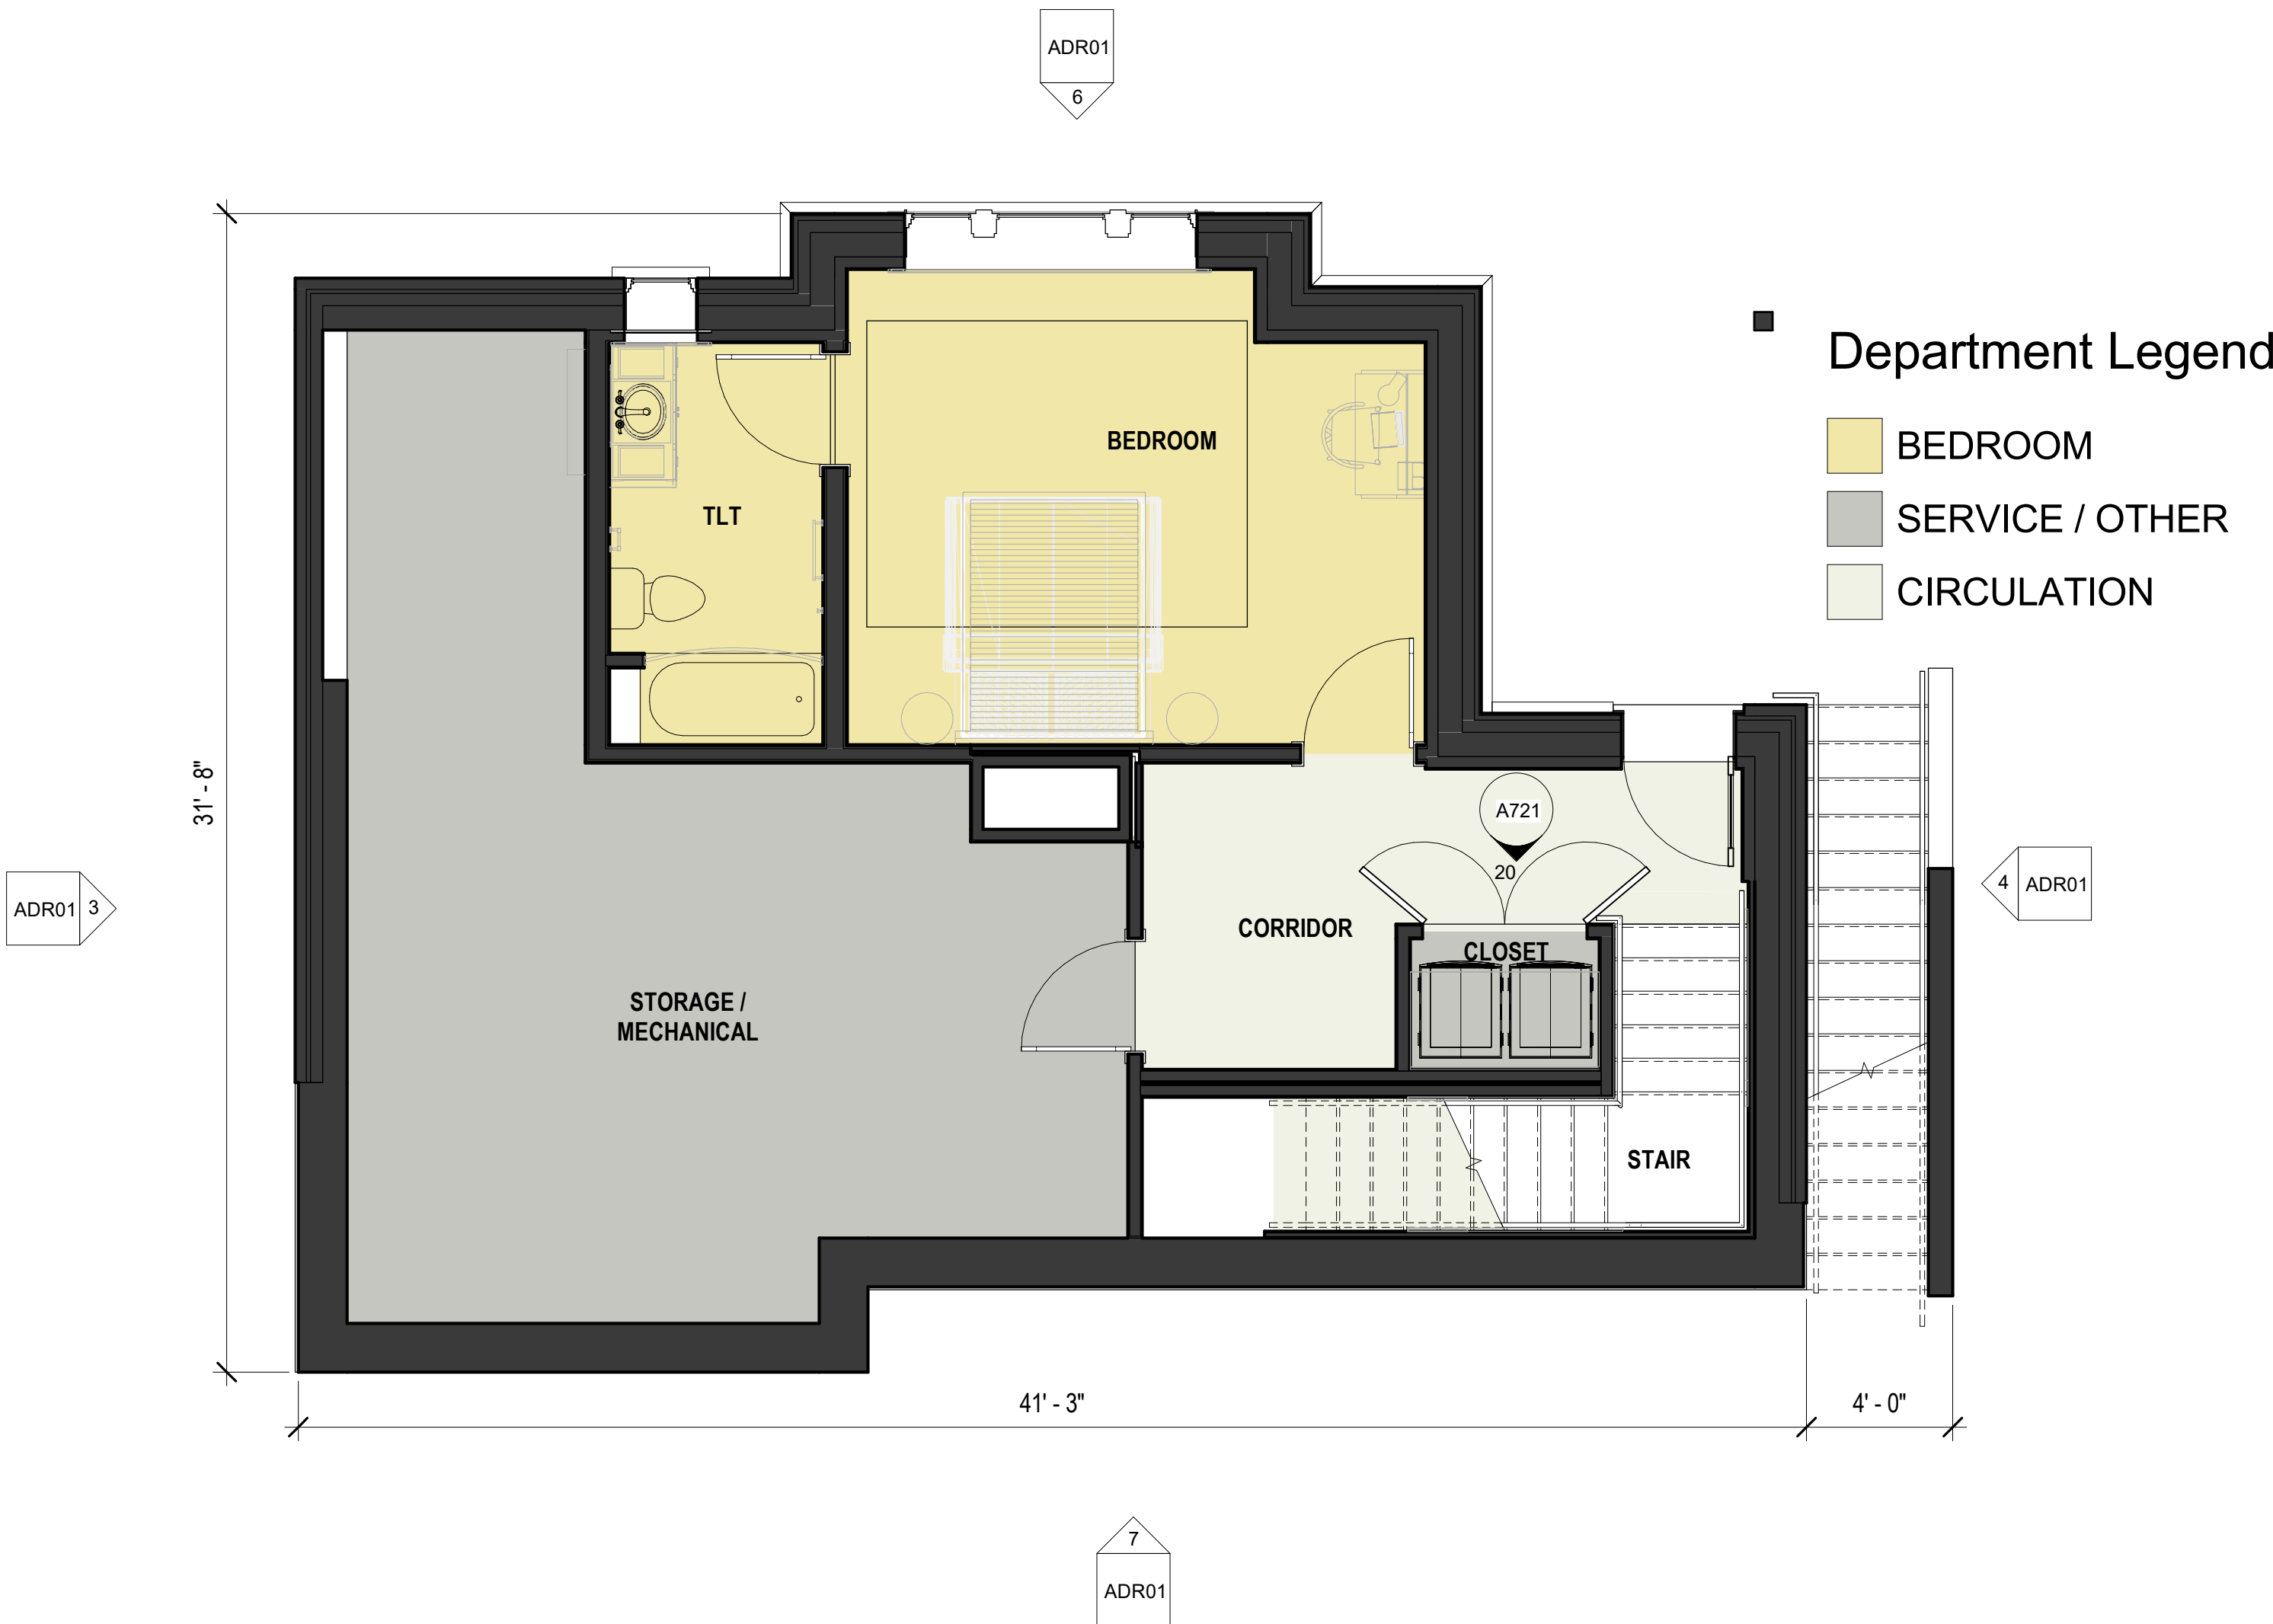 ADR01
6
Department Legend
BEDROOM
SERVICE / OTHER
CIRCULATION
BEDROOM
TLT
31' - 8"
A721
20
ADR01 3
4 ADR01
CORRIDOR
CLOSET
STORAGE /
MECHANICAL
STAIR
41' - 3"
4' - 0"
7
ADR01